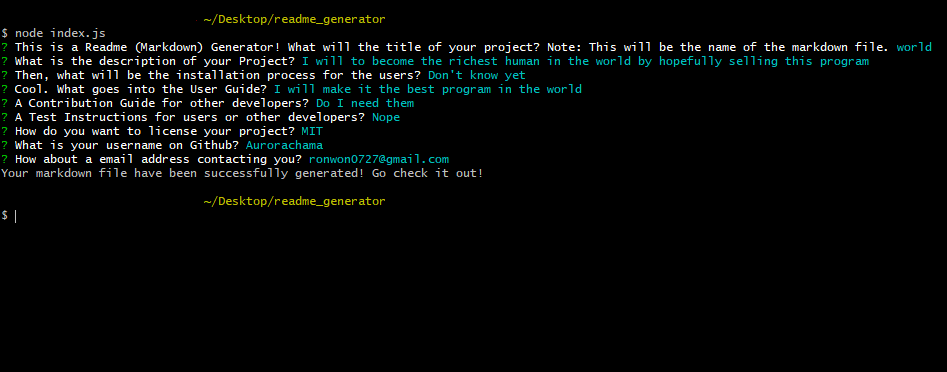 ~/Desktop/readme_generator
$ node index.js
? This is a Readme (Markdown) Generator! What will the title of your project? Note: This will be the name of the markdown file. world
? What is the description of your Project? I will to become the richest human in the world by hopefully selling this program
? Then, what will be the installation process for the users? Don't know yet
? Cool. What goes into the User Guide? I will make it the best program in the world
? A Contribution Guide for other developers? Do I need them
? A Test Instructions for users or other developers? Nope
? How do you want to license your project? MIT
? What is your username on Github? Aurorachama
? How about a email address contacting you? ronwon0727@gmail.com
Your markdown file have been successfully generated! Go check it out!
~/Desktop/readme_generator
$